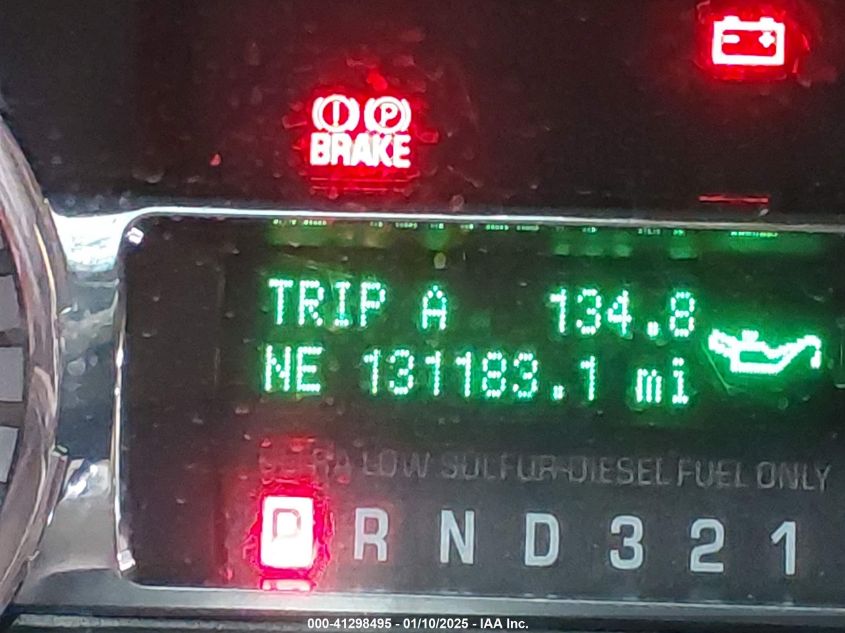 BRAKE
TRIP A 134.8
NE 131183.1 mi
ULTRA LOW SULFUR DIESEL FUEL ONLY
P R N D 3 2 1
000-41298495 - 01/10/2025 - IAA Inc.